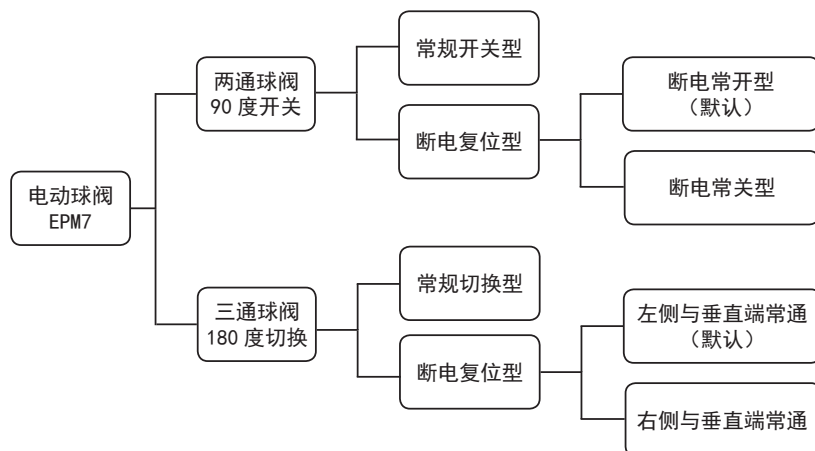 电动球阀
EPM7
两通球阀
90 度开关
常规开关型
断电复位型
断电常开型
（默认）
断电常关型
三通球阀
180 度切换
常规切换型
断电复位型
左侧与垂直端常通
（默认）
右侧与垂直端常通